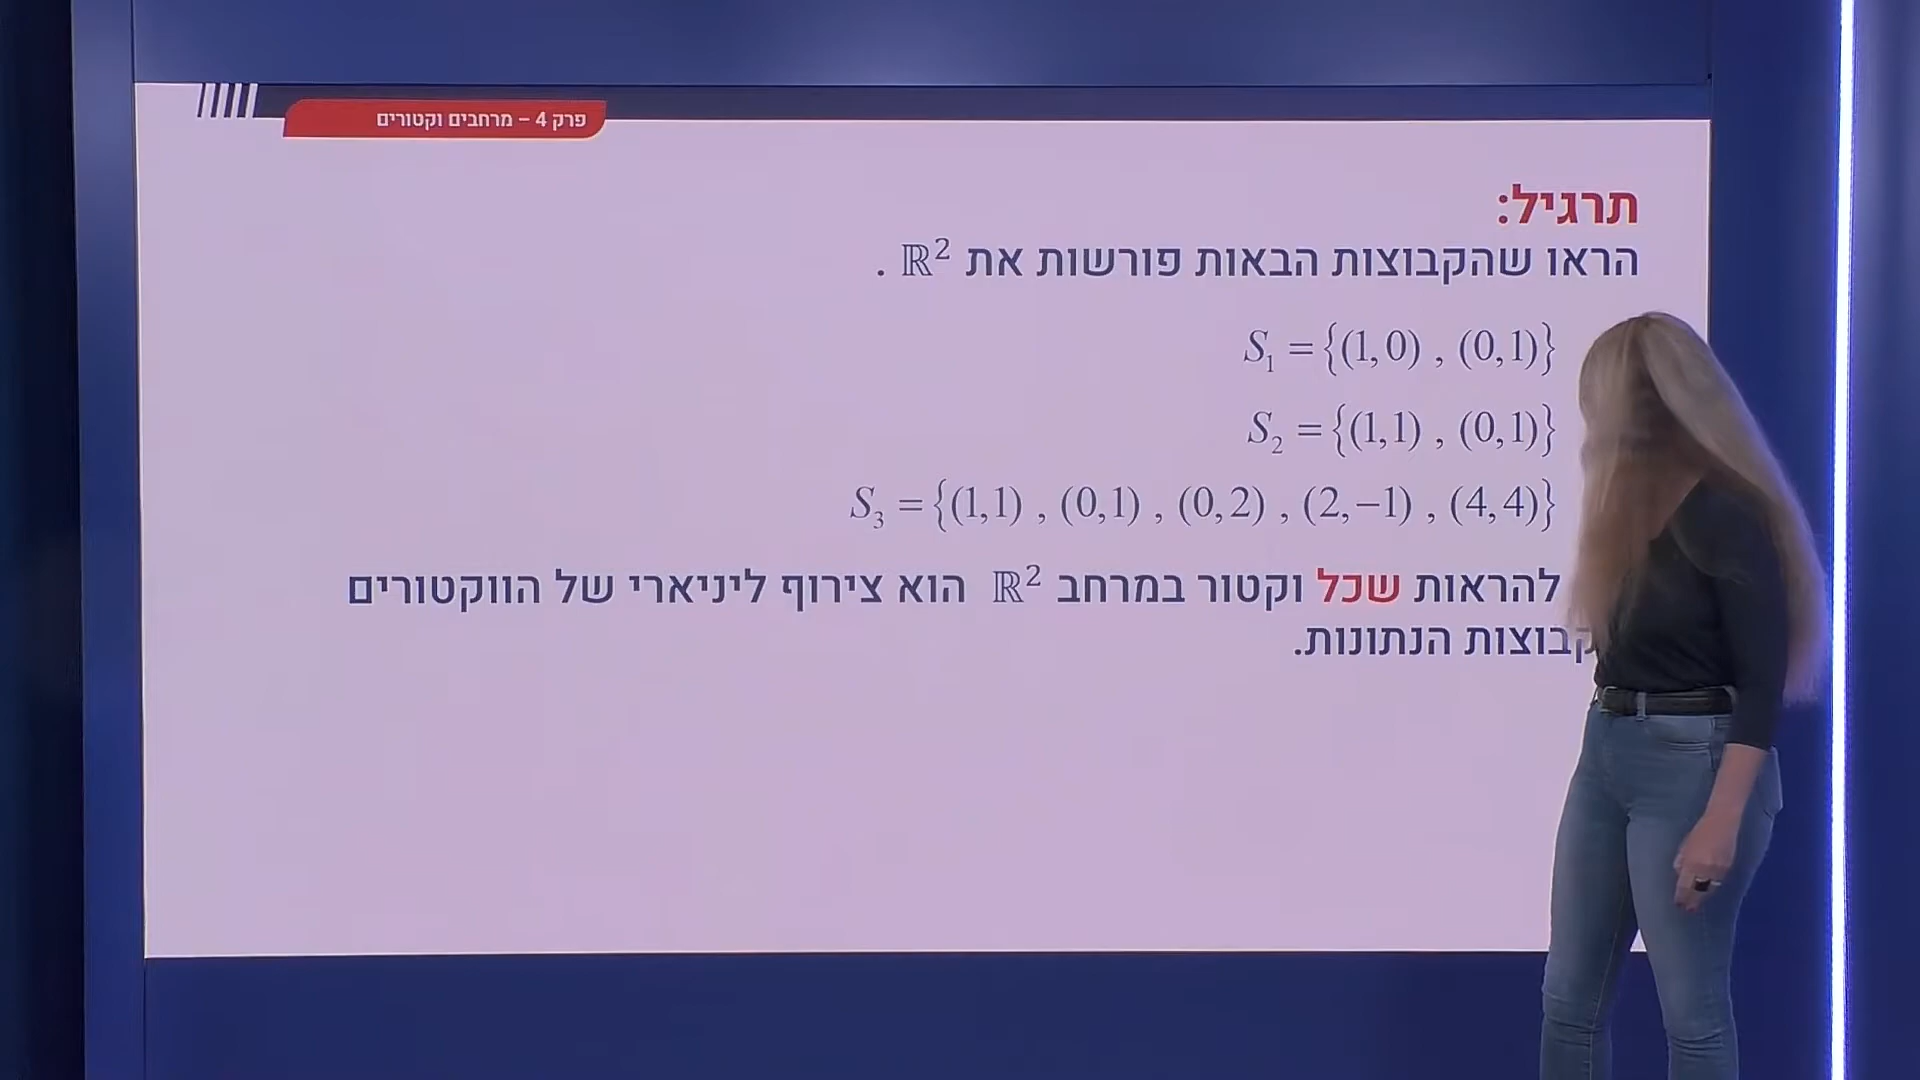 פרק 4 – מרחבים וקטורים
תרגיל:
הראו שהקבוצות הבאות פורשות את ℝ² .
S₁ = {(1,0) , (0,1)}
S₂ = {(1,1) , (0,1)}
S₃ = {(1,1) , (0,1) , (0,2) , (2,−1) , (4,4)}
להראות שכל וקטור במרחב ℝ² הוא צירוף ליניארי של הווקטורים
הנתונות.